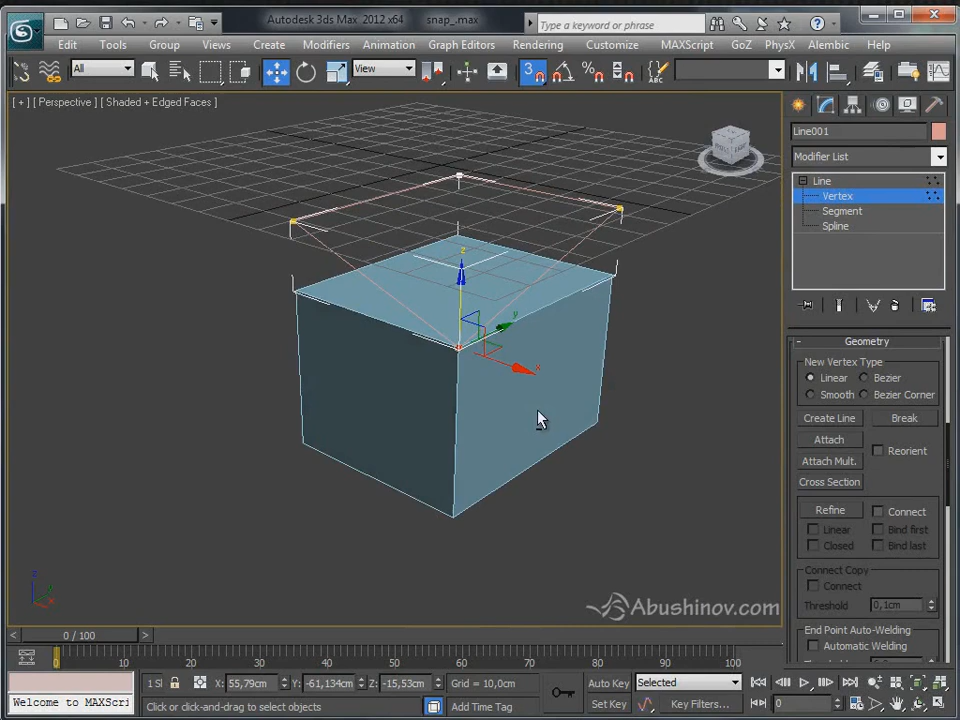 Autodesk 3ds Max 2012 x64 snap_.max
Type a keyword or phrase
Edit Tools Group Views Create Modifiers Animation Graph Editors Rendering Customize MAXScript GoZ PhysX Alembic Help
All View 3
[ + ] [ Perspective ] [ Shaded + Edged Faces ]
Line001
Modifier List
Line
Vertex
Segment
Spline
Geometry
New Vertex Type
Linear Bezier
Smooth Bezier Corner
Create Line Break
Attach
Reorient
Attach Mult.
Cross Section
Refine Connect
Linear Bind first
Closed Bind last
Connect Copy
Connect
Threshold 0,1cm
End Point Auto-Welding
Automatic Welding
z
y
x
z
x
Abushinov.com
< 0 / 100 >
0 10 20 30 40 50 60 70 80 90 100
1 Sl X: 55,79cm Y: -61,134cm Z: -15,53cm Grid = 10,0cm Auto Key Selected
Welcome to MAXScri Click or click-and-drag to select objects Add Time Tag Set Key Key Filters... 0